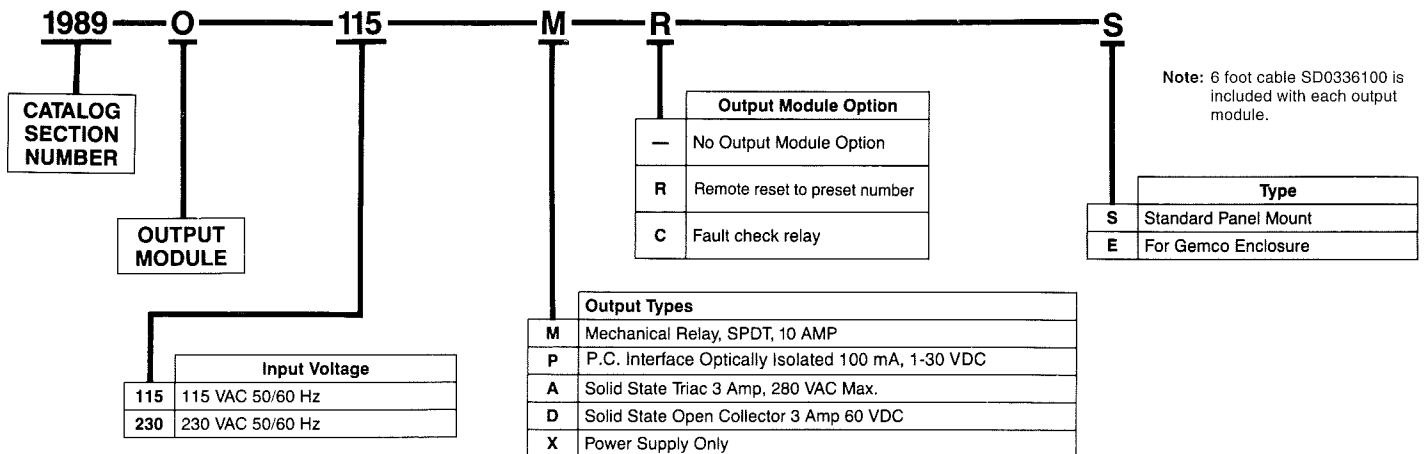 1989 O 115 M R S
CATALOG
SECTION
NUMBER
OUTPUT
MODULE
Input Voltage
115 115 VAC 50/60 Hz
230 230 VAC 50/60 Hz
Output Types
M Mechanical Relay, SPDT, 10 AMP
P P.C. Interface Optically Isolated 100 mA, 1-30 VDC
A Solid State Triac 3 Amp, 280 VAC Max.
D Solid State Open Collector 3 Amp 60 VDC
X Power Supply Only
Output Module Option
— No Output Module Option
R Remote reset to preset number
C Fault check relay
Note: 6 foot cable SD0336100 is
included with each output
module.
Type
S Standard Panel Mount
E For Gemco Enclosure